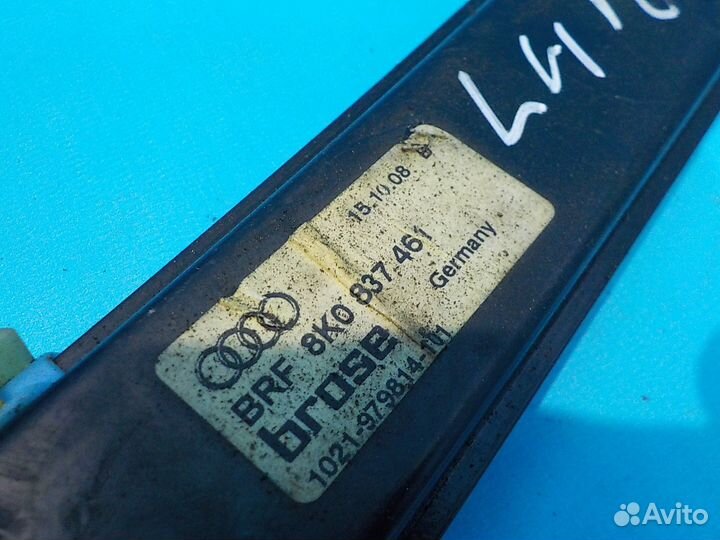 15.10.08
BRF 8K0 837 461
brose Germany
1021-979814-101
Avito